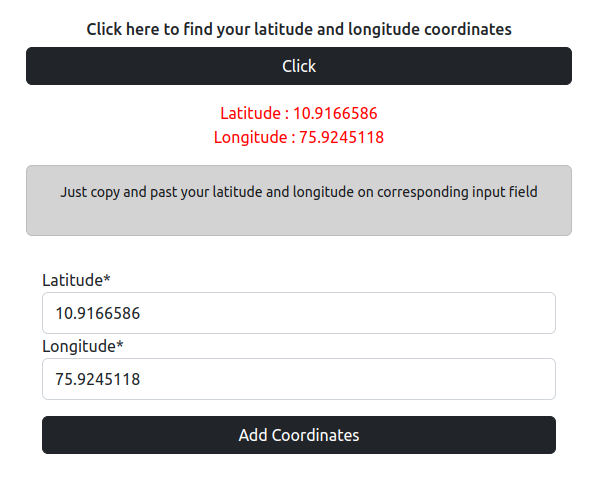 Click here to find your latitude and longitude coordinates
Click
Latitude : 10.9166586
Longitude : 75.9245118
Just copy and past your latitude and longitude on corresponding input field
Latitude*
10.9166586
Longitude*
75.9245118
Add Coordinates